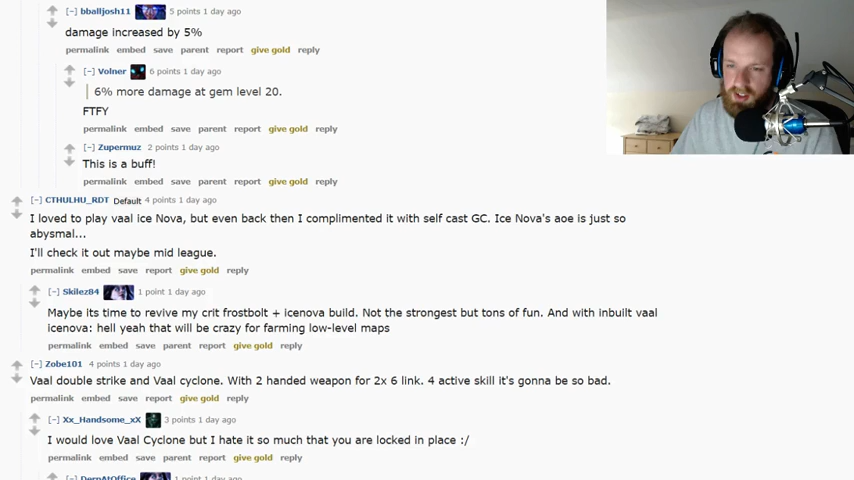 [-] bballjosh11 5 points 1 day ago
damage increased by 5%
permalink embed save parent report give gold reply
[-] Volner 6 points 1 day ago
6% more damage at gem level 20.
FTFY
permalink embed save parent report give gold reply
[-] Zupermuz 2 points 1 day ago
This is a buff!
permalink embed save parent report give gold reply
[-] CTHULHU_RDT Default 4 points 1 day ago
I loved to play vaal ice Nova, but even back then I complimented it with self cast GC. Ice Nova's aoe is just so
abysmal...
I'll check it out maybe mid league.
permalink embed save report give gold reply
[-] Skilez84 1 point 1 day ago
Maybe its time to revive my crit frostbolt + icenova build. Not the strongest but tons of fun. And with inbuilt vaal
icenova: hell yeah that will be crazy for farming low-level maps
permalink embed save parent report give gold reply
[-] Zobe101 4 points 1 day ago
Vaal double strike and Vaal cyclone. With 2 handed weapon for 2x 6 link. 4 active skill it's gonna be so bad.
permalink embed save report give gold reply
[-] Xx_Handsome_xX 3 points 1 day ago
I would love Vaal Cyclone but I hate it so much that you are locked in place :/
permalink embed save parent report give gold reply
[-] DernAtOffice 1 point 1 day ago